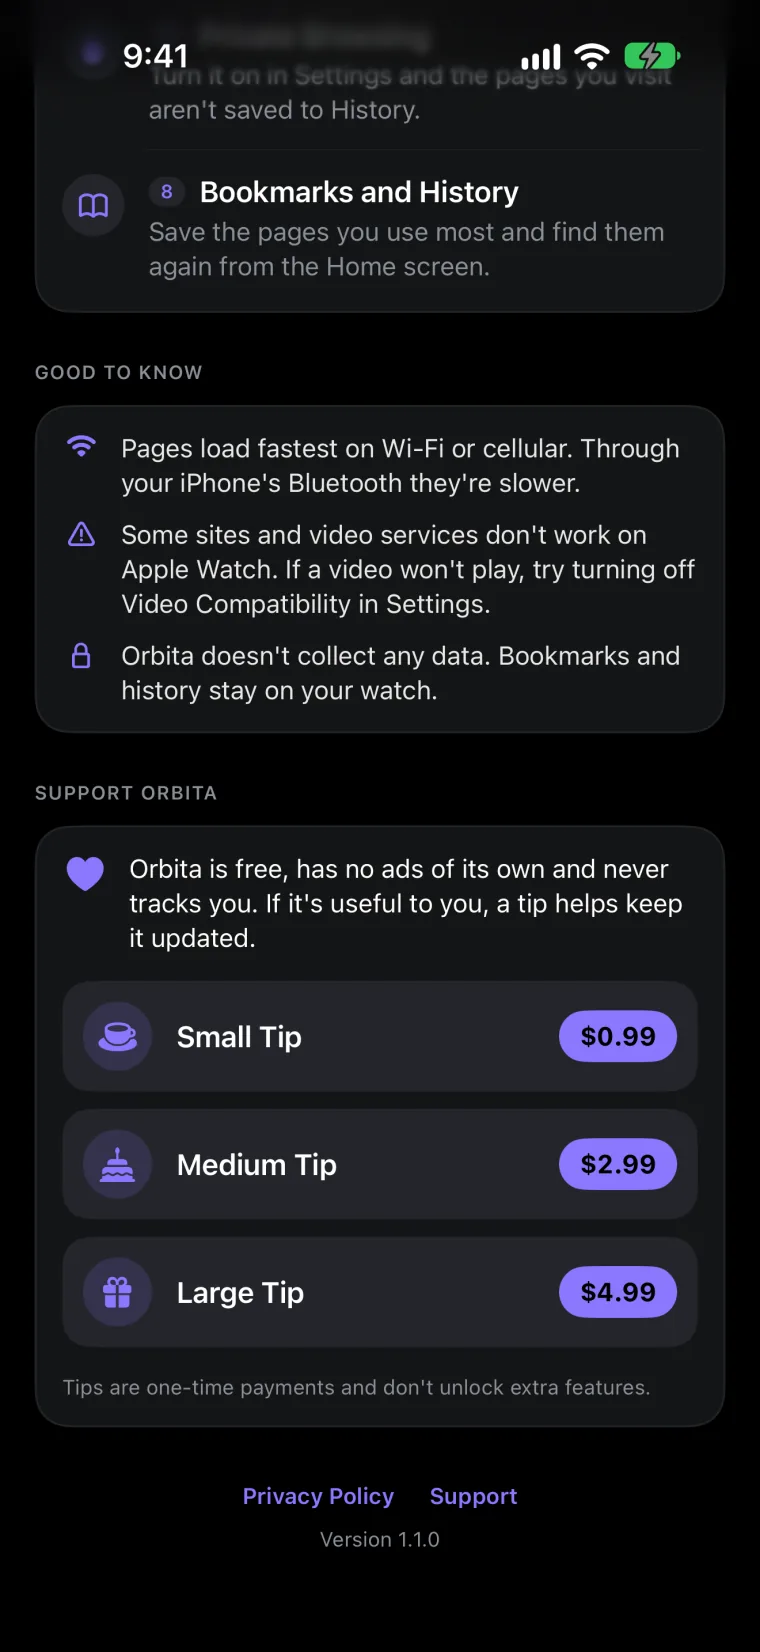 9:41
Private Browsing
Turn it on in Settings and the pages you visit
aren't saved to History.
8
Bookmarks and History
Save the pages you use most and find them
again from the Home screen.
GOOD TO KNOW
Pages load fastest on Wi-Fi or cellular. Through
your iPhone's Bluetooth they're slower.
Some sites and video services don't work on
Apple Watch. If a video won't play, try turning off
Video Compatibility in Settings.
Orbita doesn't collect any data. Bookmarks and
history stay on your watch.
SUPPORT ORBITA
Orbita is free, has no ads of its own and never
tracks you. If it's useful to you, a tip helps keep
it updated.
Small Tip
$0.99
Medium Tip
$2.99
Large Tip
$4.99
Tips are one-time payments and don't unlock extra features.
Privacy Policy
Support
Version 1.1.0